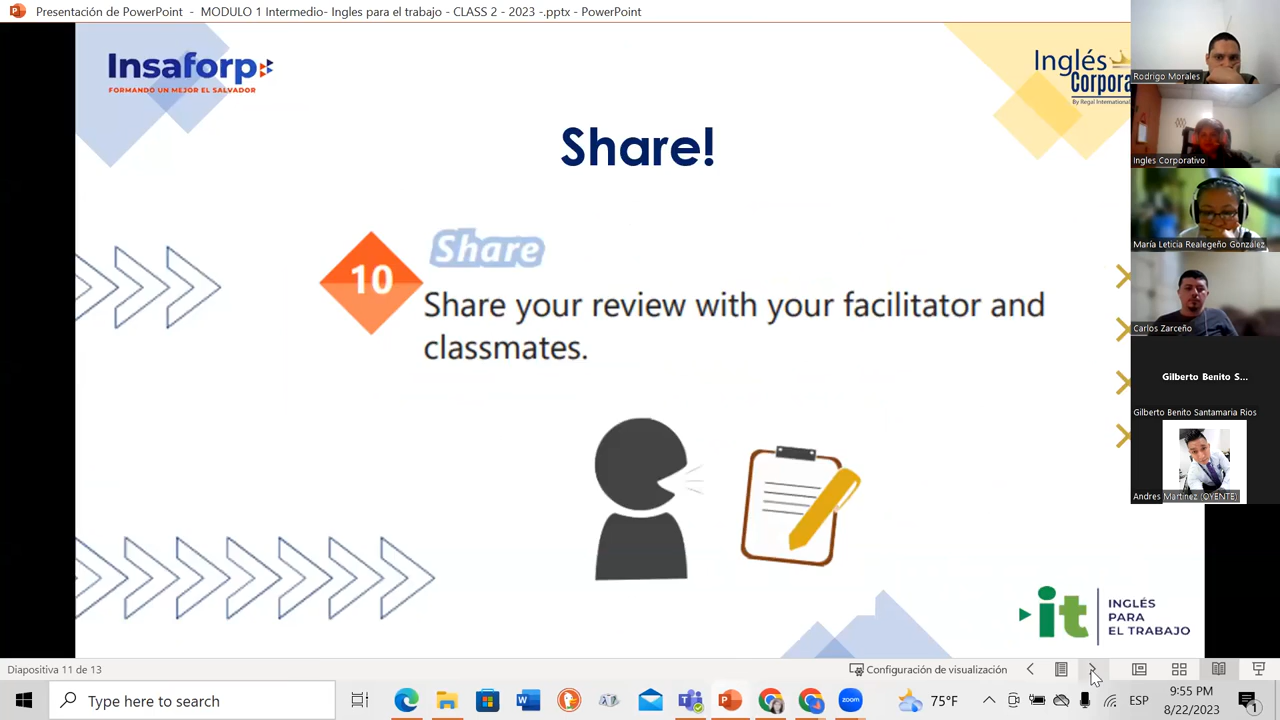 Presentación de PowerPoint - MODULO 1 Intermedio- Ingles para el trabajo - CLASS 2 - 2023 -.pptx - PowerPoint
Insaforp
FORMANDO UN MEJOR EL SALVADOR
Inglés
Corpora
By Regal International
Share!
10
Share
Share your review with your facilitator and
classmates.
it
INGLÉS
PARA
EL TRABAJO
Rodrigo Morales
Ingles Corporativo
María Leticia Realegeño González
Carlos Zarceño
Gilberto Benito S...
Gilberto Benito Santamaria Rios
Andres Martinez (OYENTE)
Diapositiva 11 de 13
Configuración de visualización
Type here to search
75°F
ESP
9:55 PM
8/22/2023
1